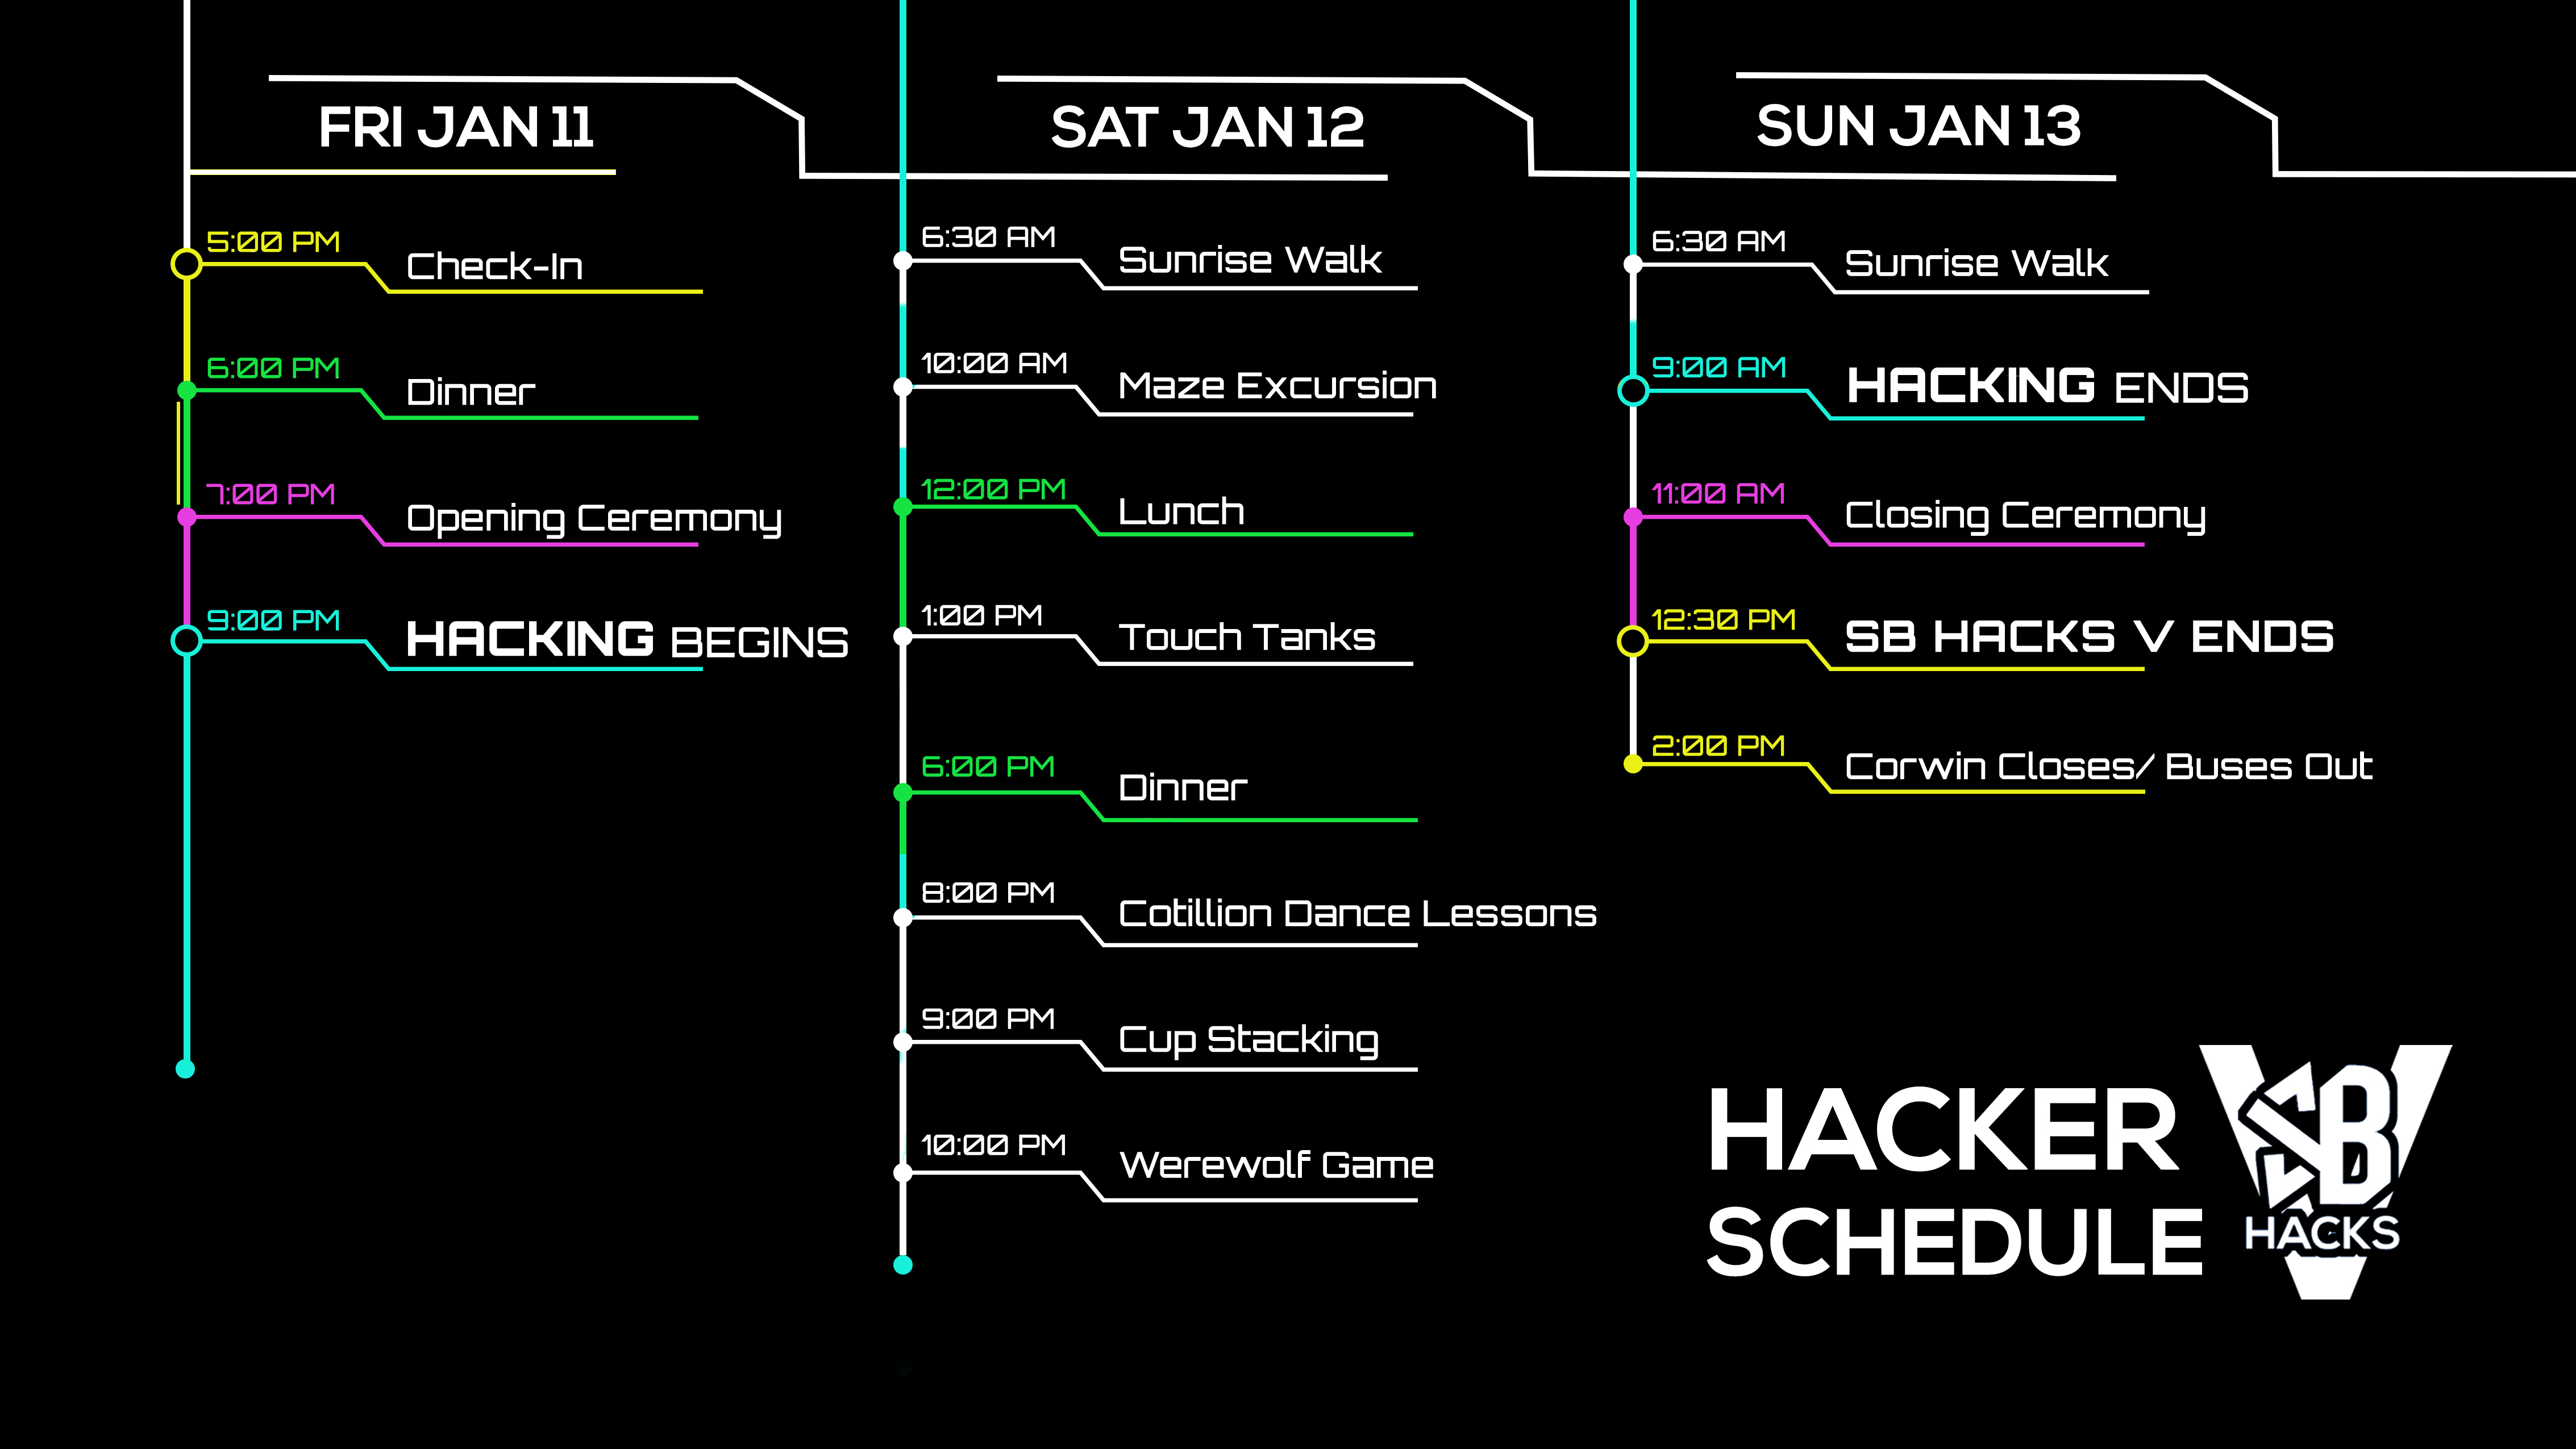 FRI JAN 11
5:00 PM
Check-In
6:00 PM
Dinner
7:00 PM
Opening Ceremony
9:00 PM
HACKING BEGINS
SAT JAN 12
6:30 AM
Sunrise Walk
10:00 AM
Maze Excursion
12:00 PM
Lunch
1:00 PM
Touch Tanks
6:00 PM
Dinner
8:00 PM
Cotillion Dance Lessons
9:00 PM
Cup Stacking
10:00 PM
Werewolf Game
SUN JAN 13
6:30 AM
Sunrise Walk
9:00 AM
HACKING ENDS
11:00 AM
Closing Ceremony
12:30 PM
SB HACKS V ENDS
2:00 PM
Corwin Closes/ Buses Out
HACKER
SCHEDULE
SB
HACKS